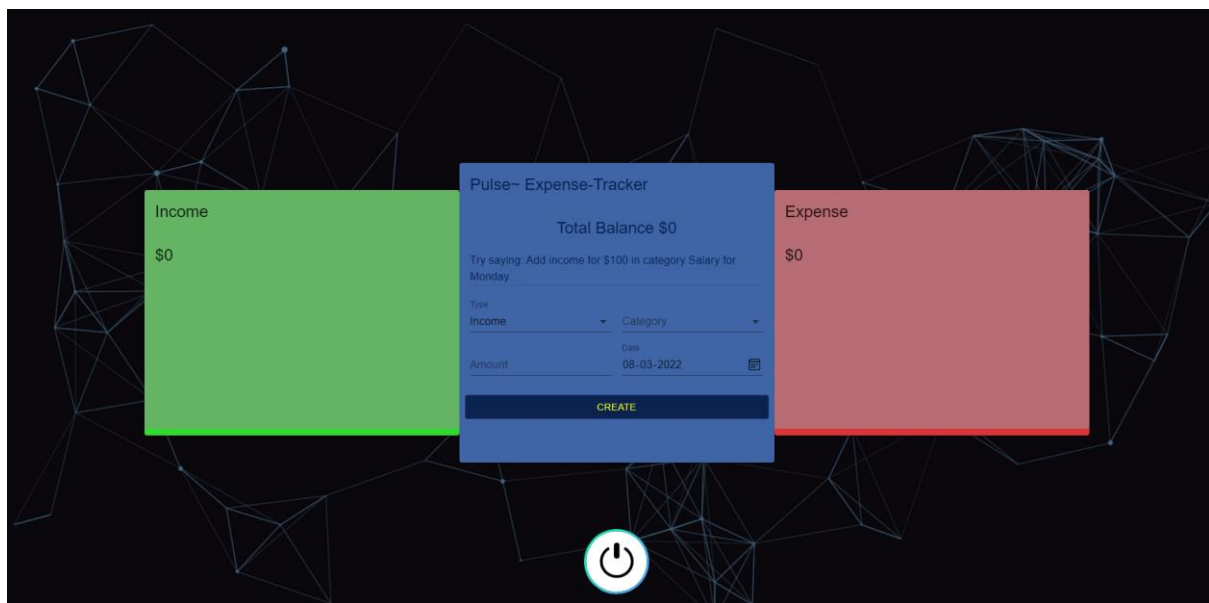 Income
$0
Pulse~ Expense-Tracker
Total Balance $0
Try saying: Add income for $100 in category Salary for
Monday...
Type
Income
Category
Amount
Date
08-03-2022
CREATE
Expense
$0